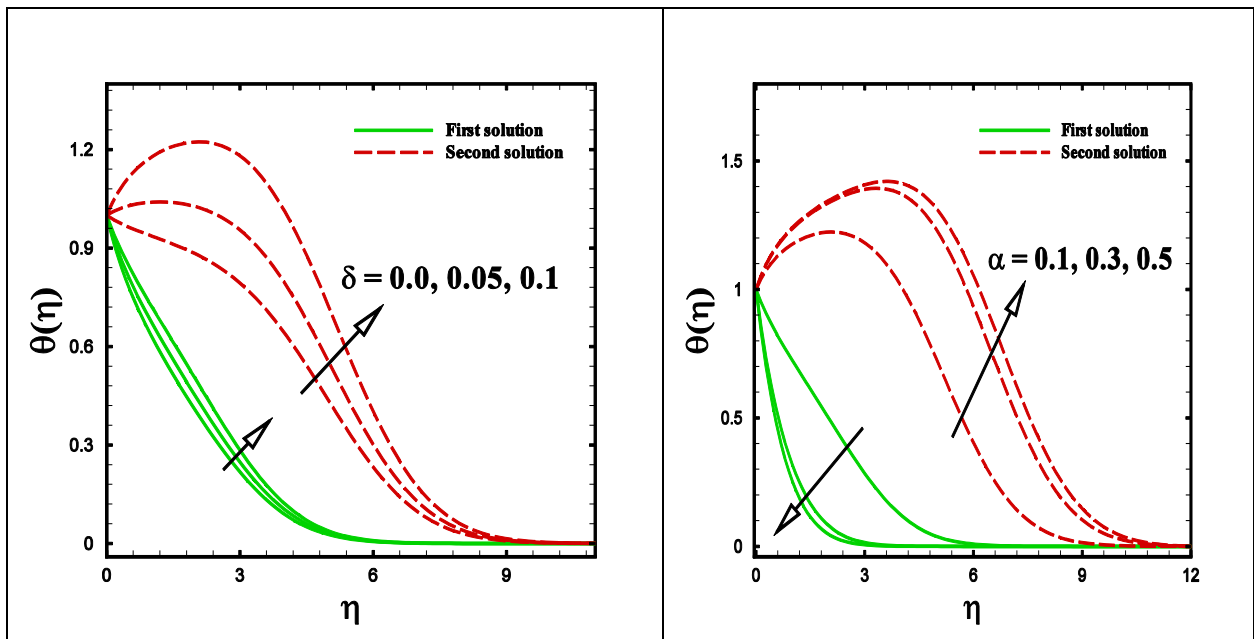 First solution
Second solution
δ = 0.0, 0.05, 0.1
θ(η)
1.2
0.9
0.6
0.3
0
0 3 6 9
η
First solution
Second solution
α = 0.1, 0.3, 0.5
θ(η)
1.5
1
0.5
0
0 3 6 9 12
η